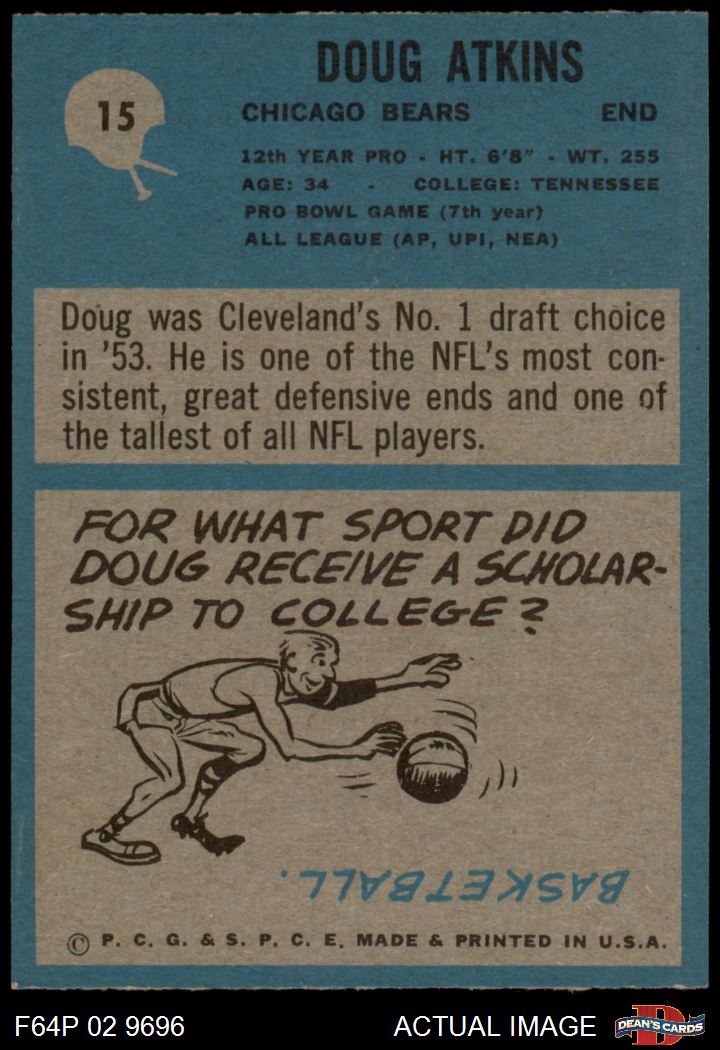 15
DOUG ATKINS
CHICAGO BEARS END
12th YEAR PRO - HT. 6'8" - WT. 255
AGE: 34 - COLLEGE: TENNESSEE
PRO BOWL GAME (7th year)
ALL LEAGUE (AP, UPI, NEA)
Doug was Cleveland's No. 1 draft choice
in '53. He is one of the NFL's most con-
sistent, great defensive ends and one of
the tallest of all NFL players.
FOR WHAT SPORT DID
DOUG RECEIVE A SCHOLAR-
SHIP TO COLLEGE?
BASKETBALL.
© P. C. G. & S. P. C. E. MADE & PRINTED IN U.S.A.
F64P 02 9696 ACTUAL IMAGE D DEAN'S CARDS